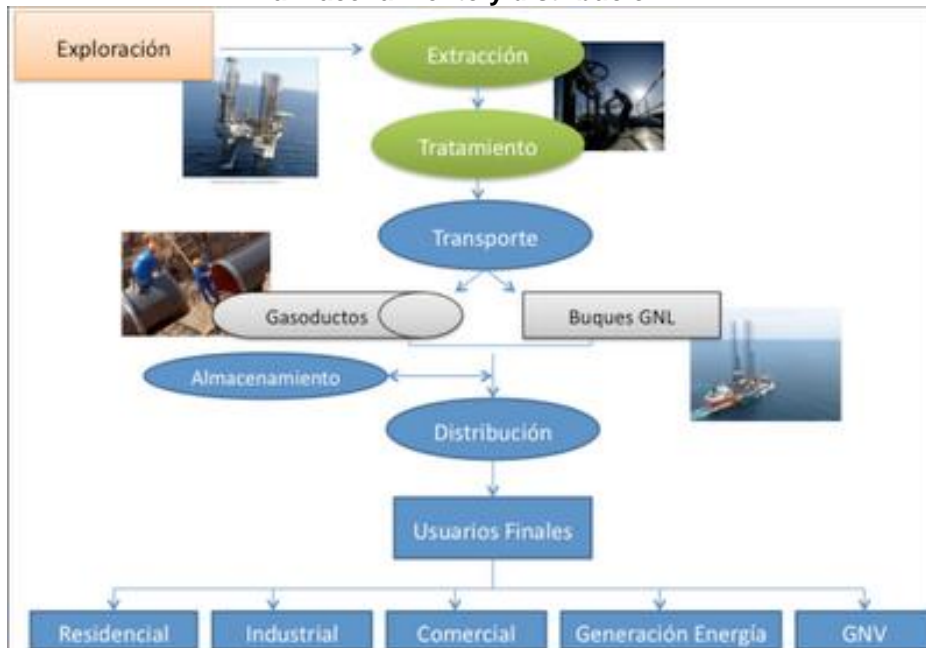 Exploración
Extracción
Tratamiento
Transporte
Gasoductos
Buques GNL
Almacenamiento
Distribución
Usuarios Finales
Residencial
Industrial
Comercial
Generación Energía
GNV